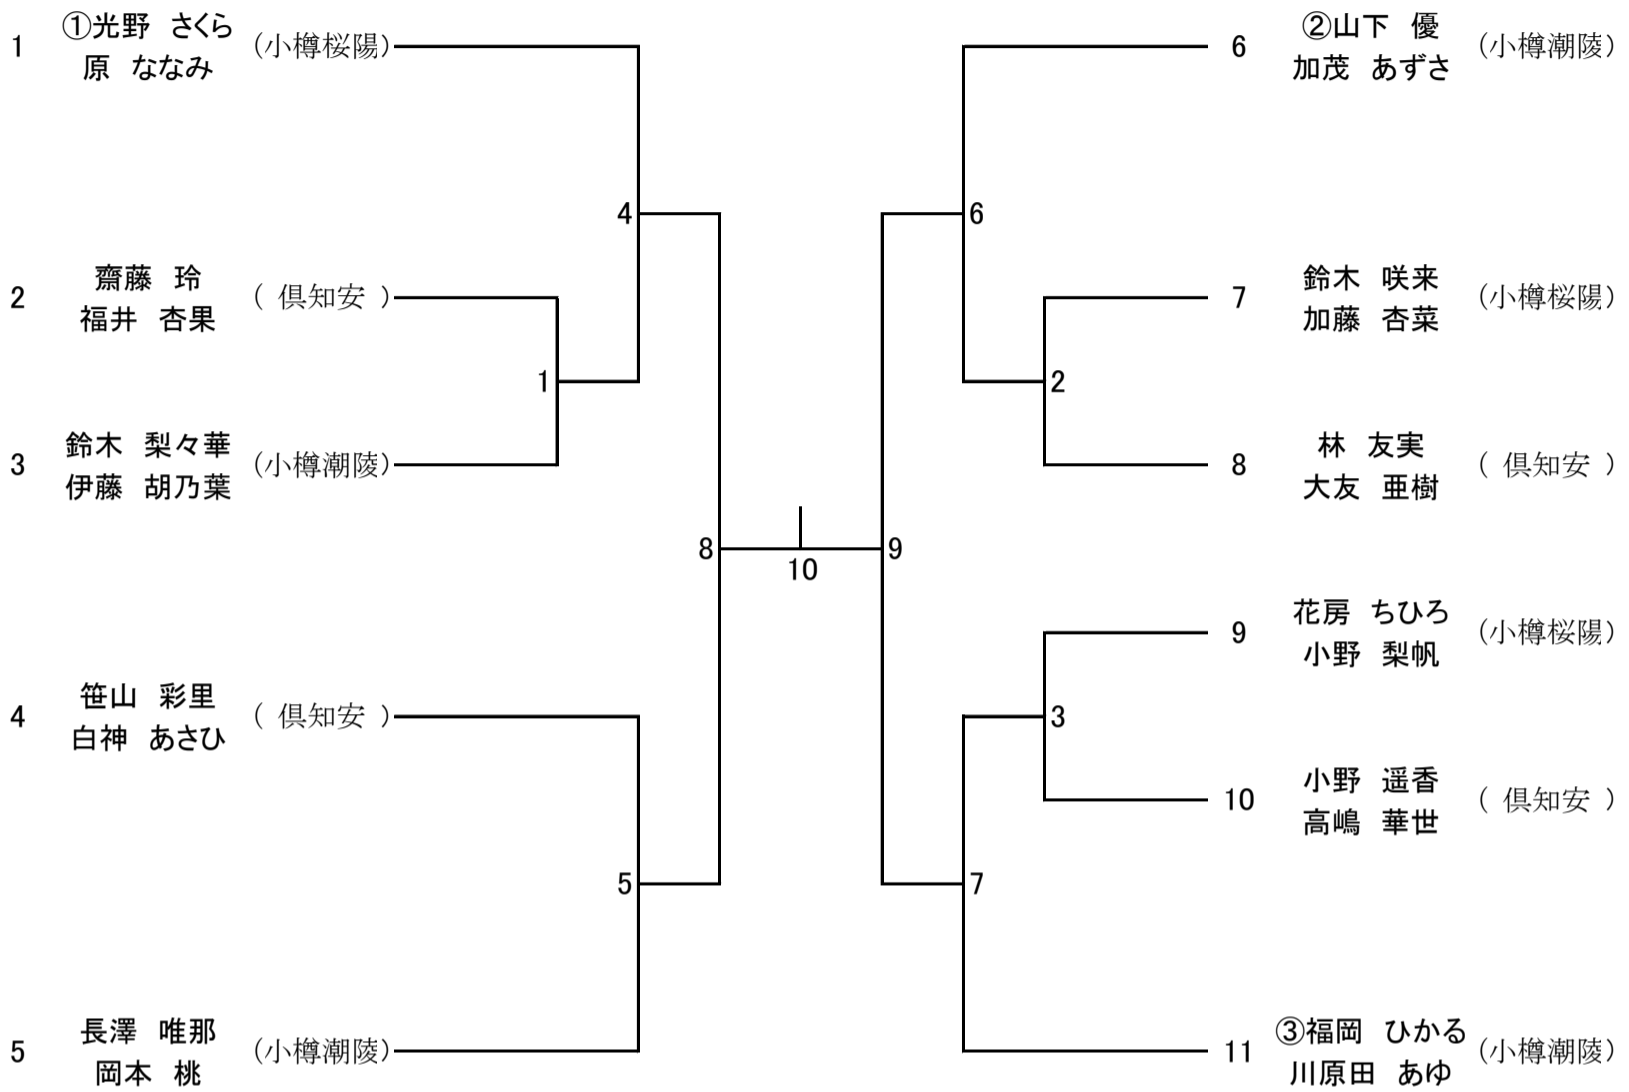 1 ①光野 さくら (小樽桜陽)
原 ななみ
2 齋藤 玲 ( 倶知安 )
福井 杏果
3 鈴木 梨々華 (小樽潮陵)
伊藤 胡乃葉
4 笹山 彩里 ( 倶知安 )
白神 あさひ
5 長澤 唯那 (小樽潮陵)
岡本 桃
4
1
8
5
10
6
2
9
3
7
6 ②山下 優 (小樽潮陵)
加茂 あずさ
7 鈴木 咲来 (小樽桜陽)
加藤 杏菜
8 林 友実 ( 倶知安 )
大友 亜樹
9 花房 ちひろ (小樽桜陽)
小野 梨帆
10 小野 遥香 ( 倶知安 )
高嶋 華世
11 ③福岡 ひかる (小樽潮陵)
川原田 あゆ